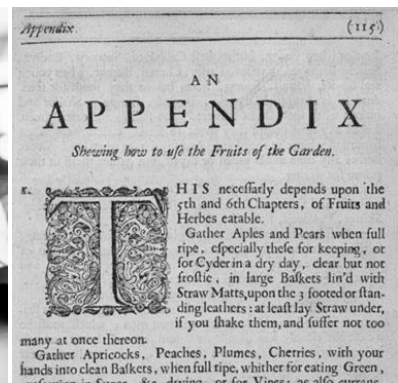 Appendix. (115)
AN
APPENDIX
Shewing how to use the Fruits of the Garden.
1. THIS necessarly depends upon the
5th and 6th Chapters, of Fruits and
Herbes eatable.
Gather Aples and Pears when full
ripe, especially these for keeping, or
for Cyder in a dry day, clear but not
frostie, in large Baskets lin'd with
Straw Matts, upon the 3 footed or stan-
ding leathers: at least lay Straw under,
if you shake them, and suffer not too
many at once thereon.
Gather Apricocks, Peaches, Plumes, Cherries, with your
hands into clean Baskets, when full ripe, whither for eating Green,